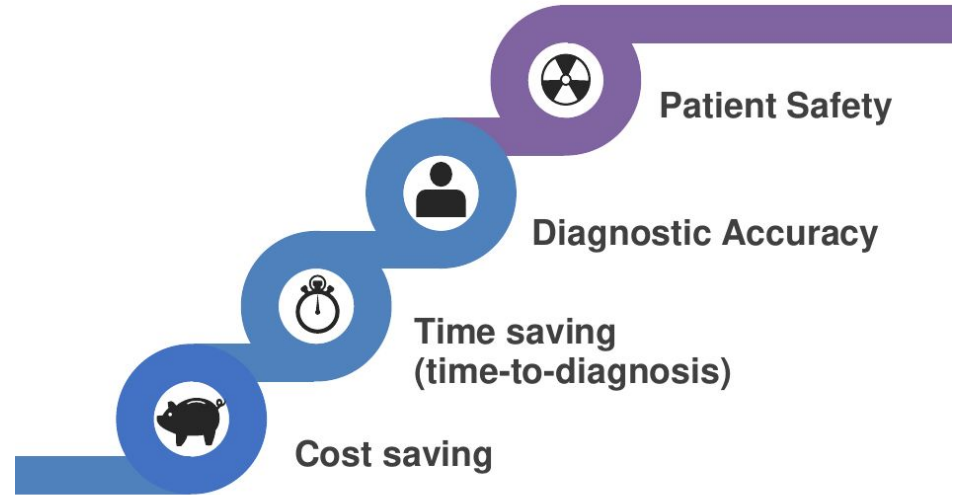 Patient Safety
Diagnostic Accuracy
Time saving
(time-to-diagnosis)
Cost saving